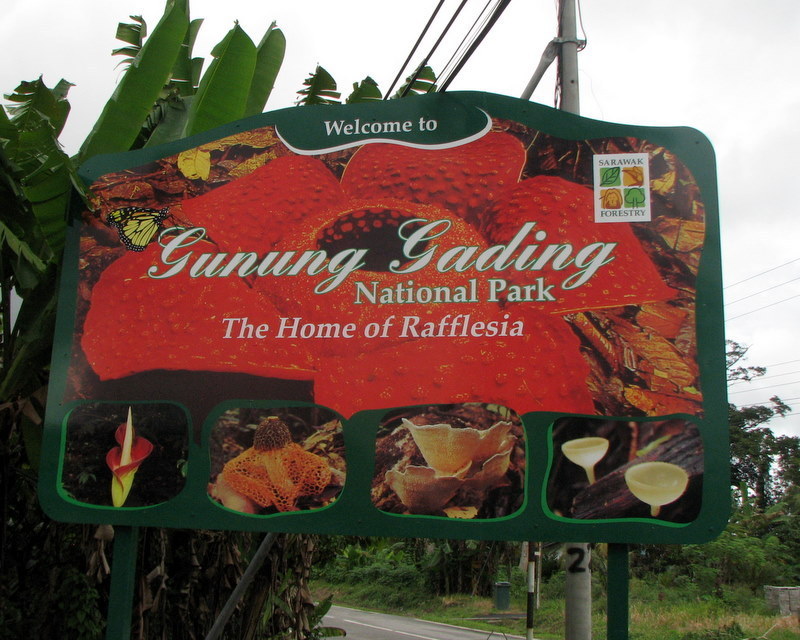 Welcome to
SARAWAK
FORESTRY
Gunung Gading
National Park
The Home of Rafflesia
2